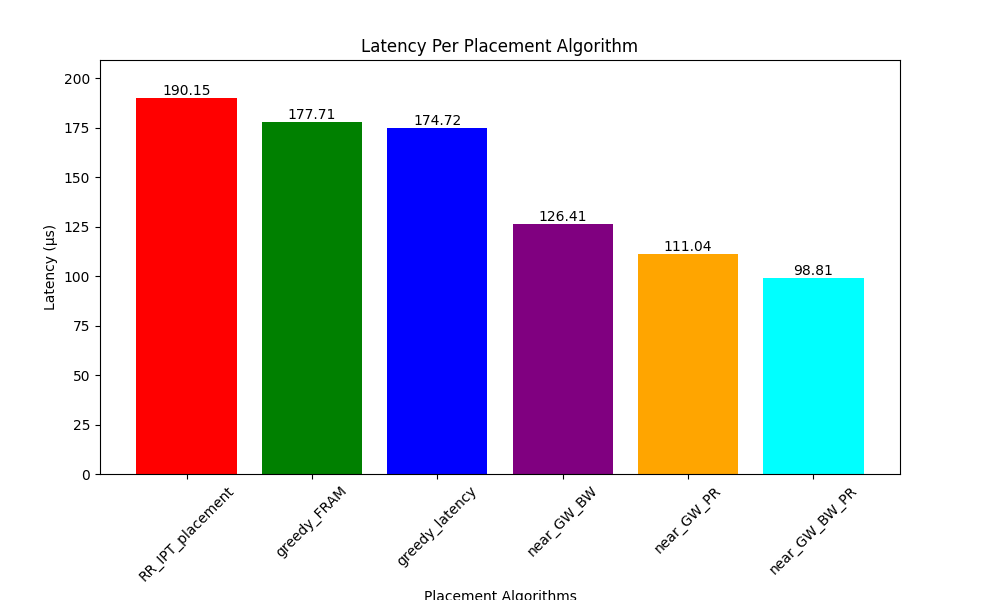 Latency Per Placement Algorithm
200
175
150
125
100
75
50
25
0
Latency (μs)
190.15
177.71
174.72
126.41
111.04
98.81
RR_IPT_placement
greedy_FRAM
greedy_latency
near_GW_BW
near_GW_PR
near_GW_BW_PR
Placement Algorithms